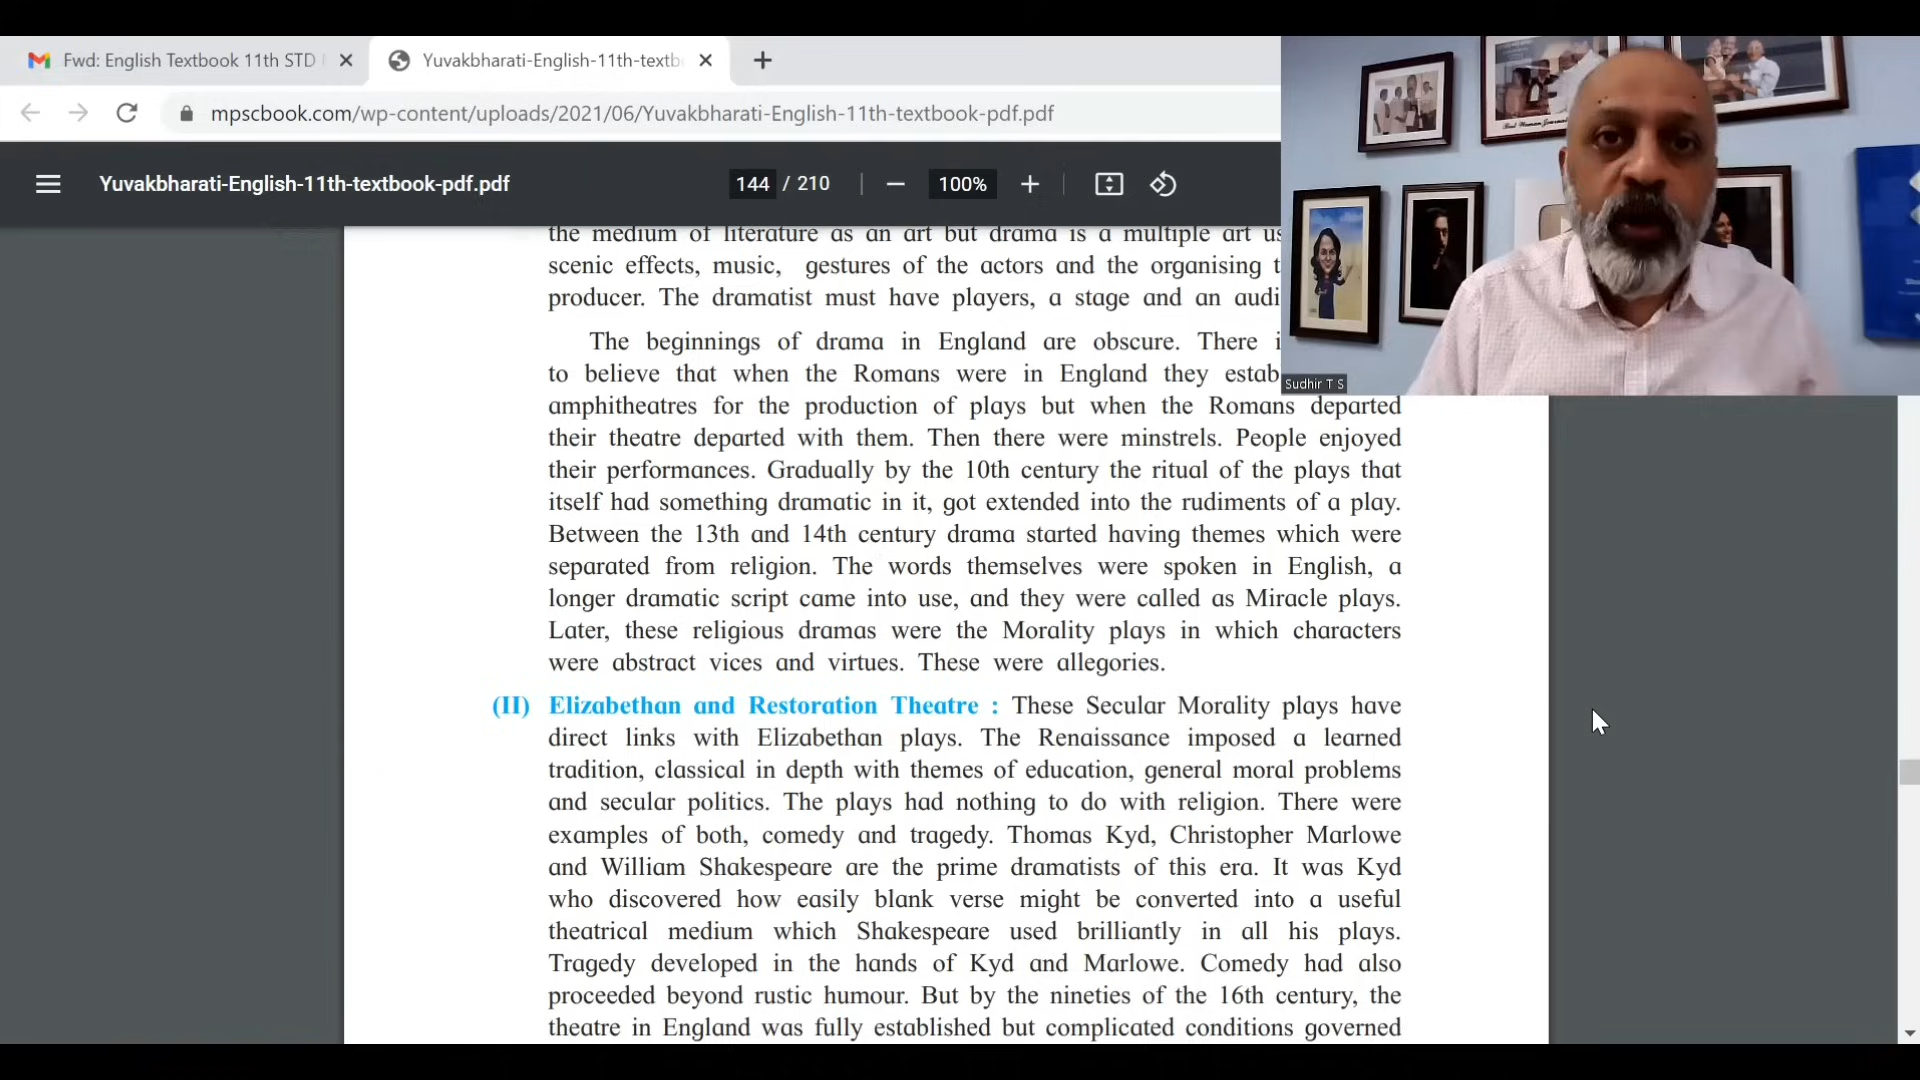 Fwd: English Textbook 11th STD
Yuvakbharati-English-11th-textb
mpscbook.com/wp-content/uploads/2021/06/Yuvakbharati-English-11th-textbook-pdf.pdf
Yuvakbharati-English-11th-textbook-pdf.pdf
144 / 210
100%
the medium of literature as an art but drama is a multiple art us
scenic effects, music, gestures of the actors and the organising t
producer. The dramatist must have players, a stage and an audi
The beginnings of drama in England are obscure. There i
to believe that when the Romans were in England they estab
amphitheatres for the production of plays but when the Romans departed
their theatre departed with them. Then there were minstrels. People enjoyed
their performances. Gradually by the 10th century the ritual of the plays that
itself had something dramatic in it, got extended into the rudiments of a play.
Between the 13th and 14th century drama started having themes which were
separated from religion. The words themselves were spoken in English, a
longer dramatic script came into use, and they were called as Miracle plays.
Later, these religious dramas were the Morality plays in which characters
were abstract vices and virtues. These were allegories.
(II) Elizabethan and Restoration Theatre : These Secular Morality plays have
direct links with Elizabethan plays. The Renaissance imposed a learned
tradition, classical in depth with themes of education, general moral problems
and secular politics. The plays had nothing to do with religion. There were
examples of both, comedy and tragedy. Thomas Kyd, Christopher Marlowe
and William Shakespeare are the prime dramatists of this era. It was Kyd
who discovered how easily blank verse might be converted into a useful
theatrical medium which Shakespeare used brilliantly in all his plays.
Tragedy developed in the hands of Kyd and Marlowe. Comedy had also
proceeded beyond rustic humour. But by the nineties of the 16th century, the
theatre in England was fully established but complicated conditions governed
Sudhir T S